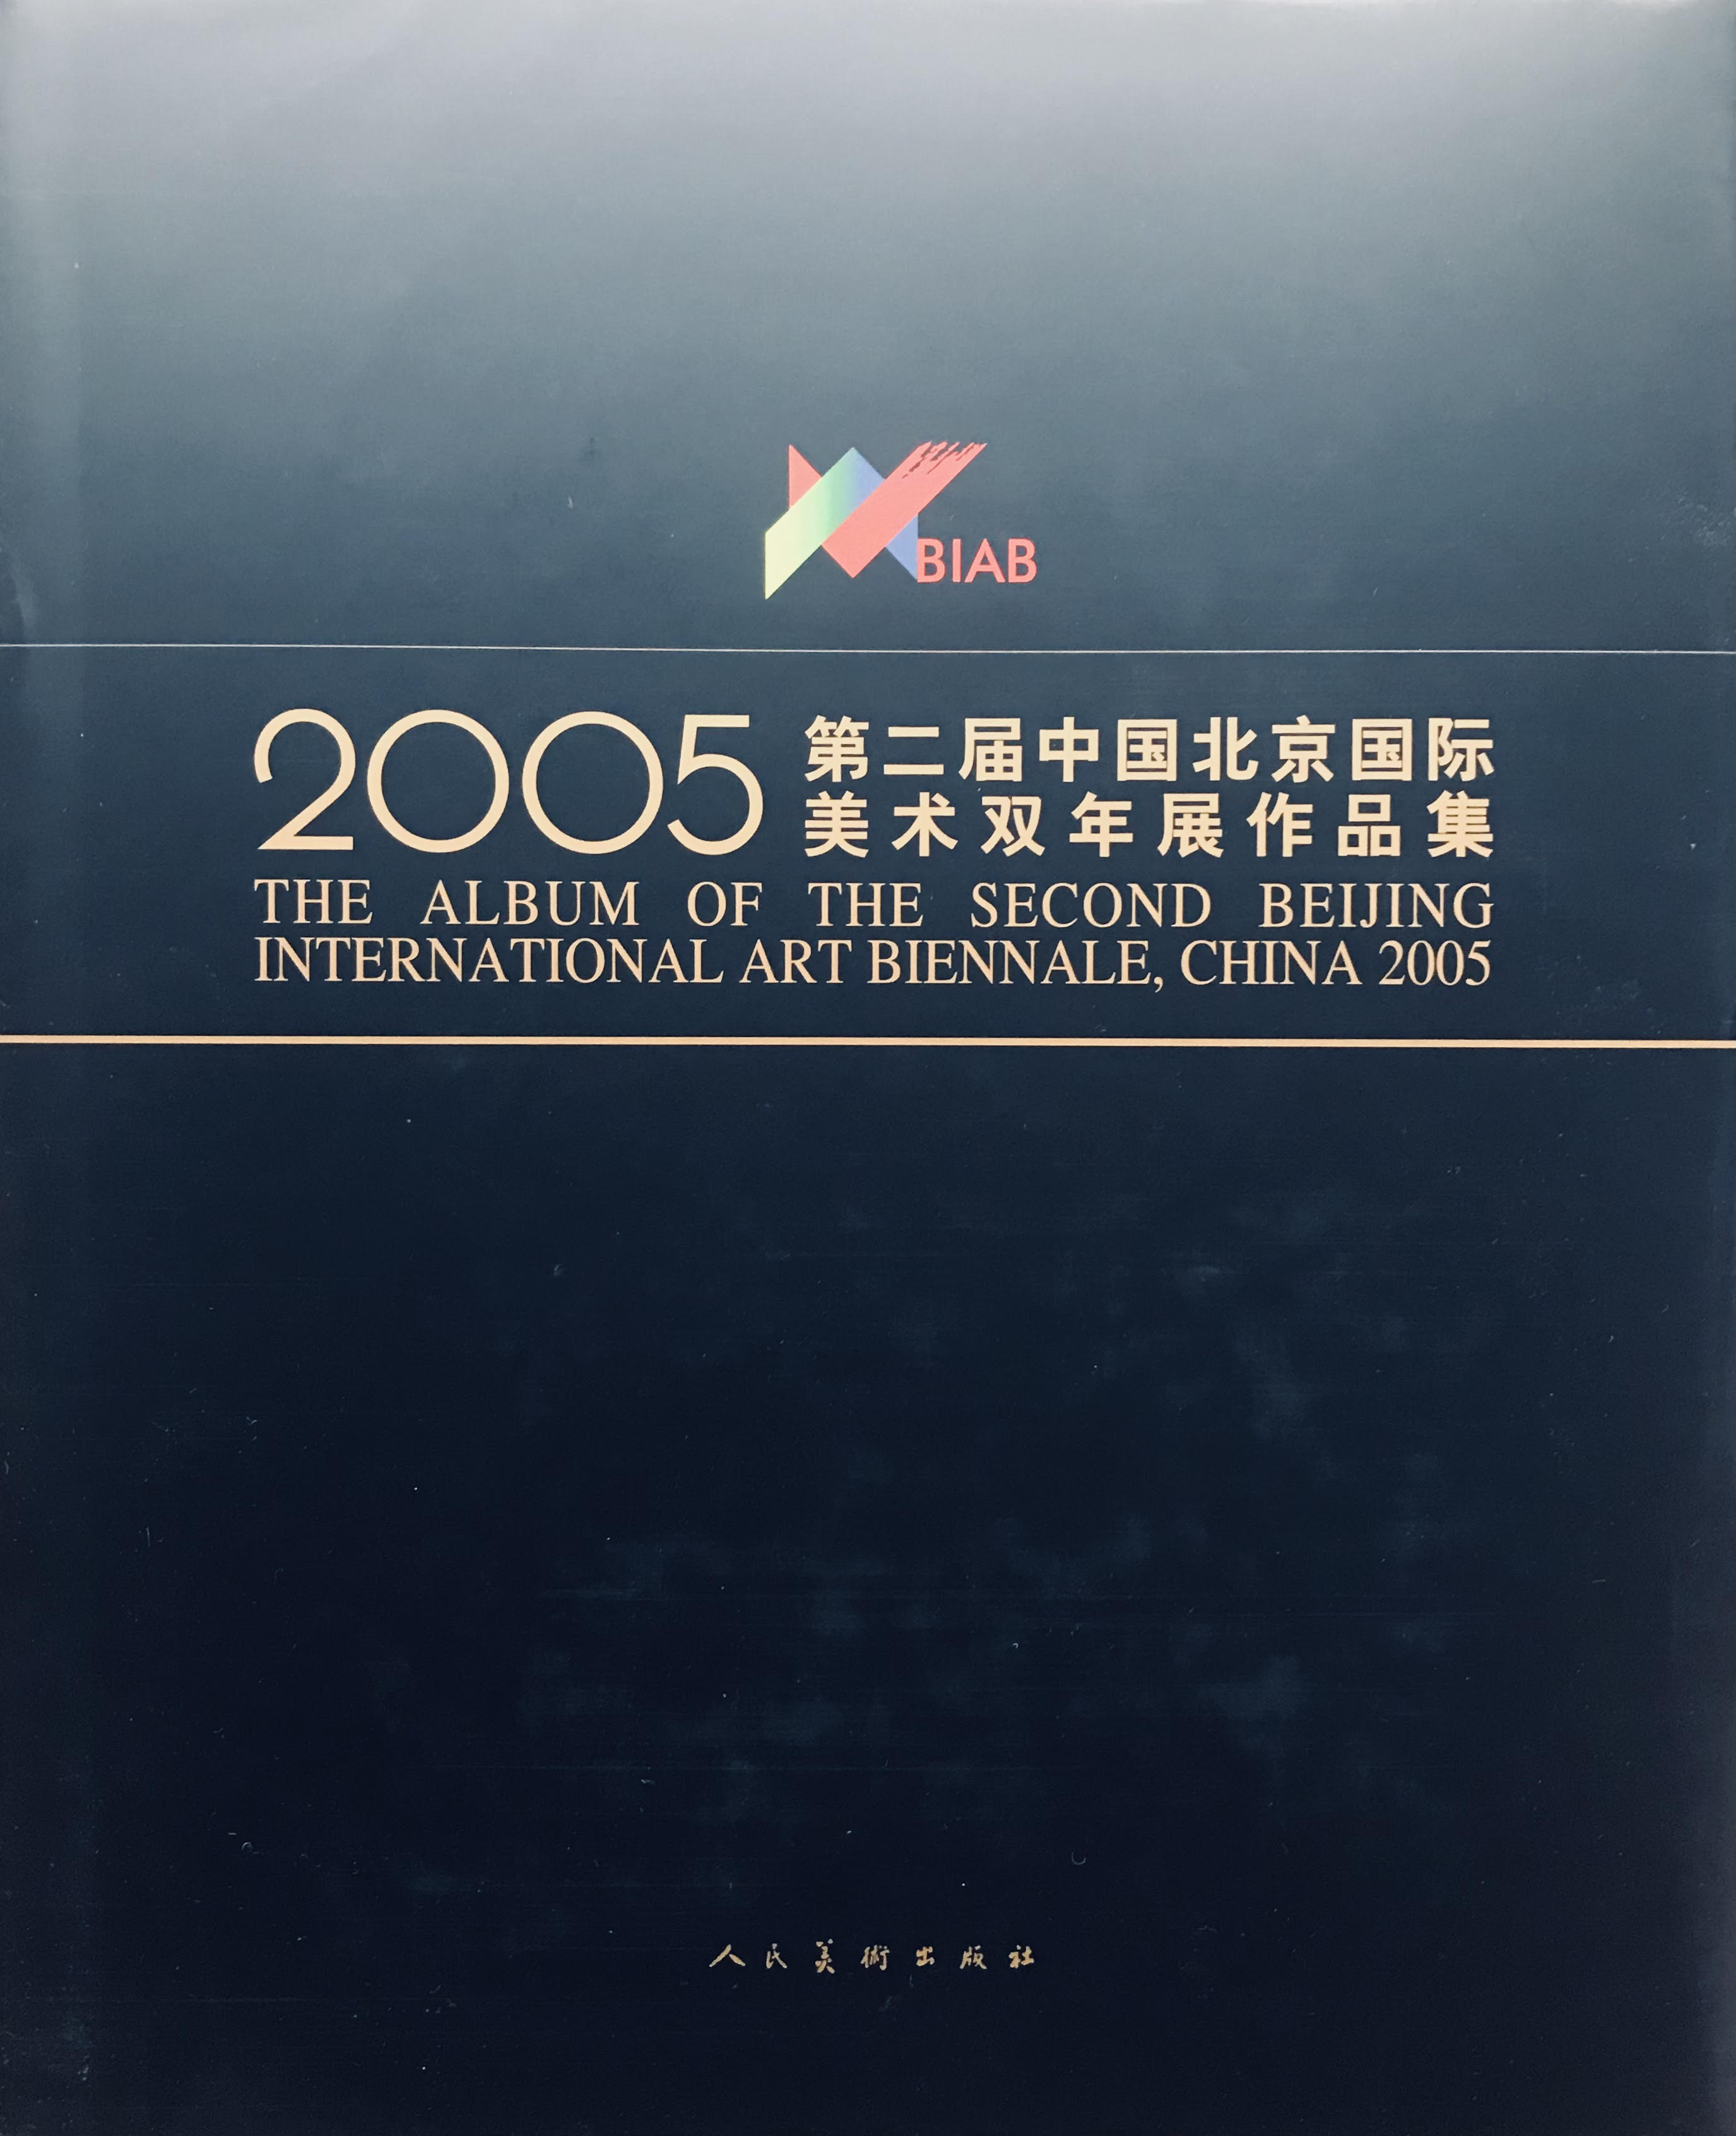 BIAB
2005 第二届中国北京国际
美术双年展作品集
THE ALBUM OF THE SECOND BEIJING
INTERNATIONAL ART BIENNALE, CHINA 2005
人民美術出版社